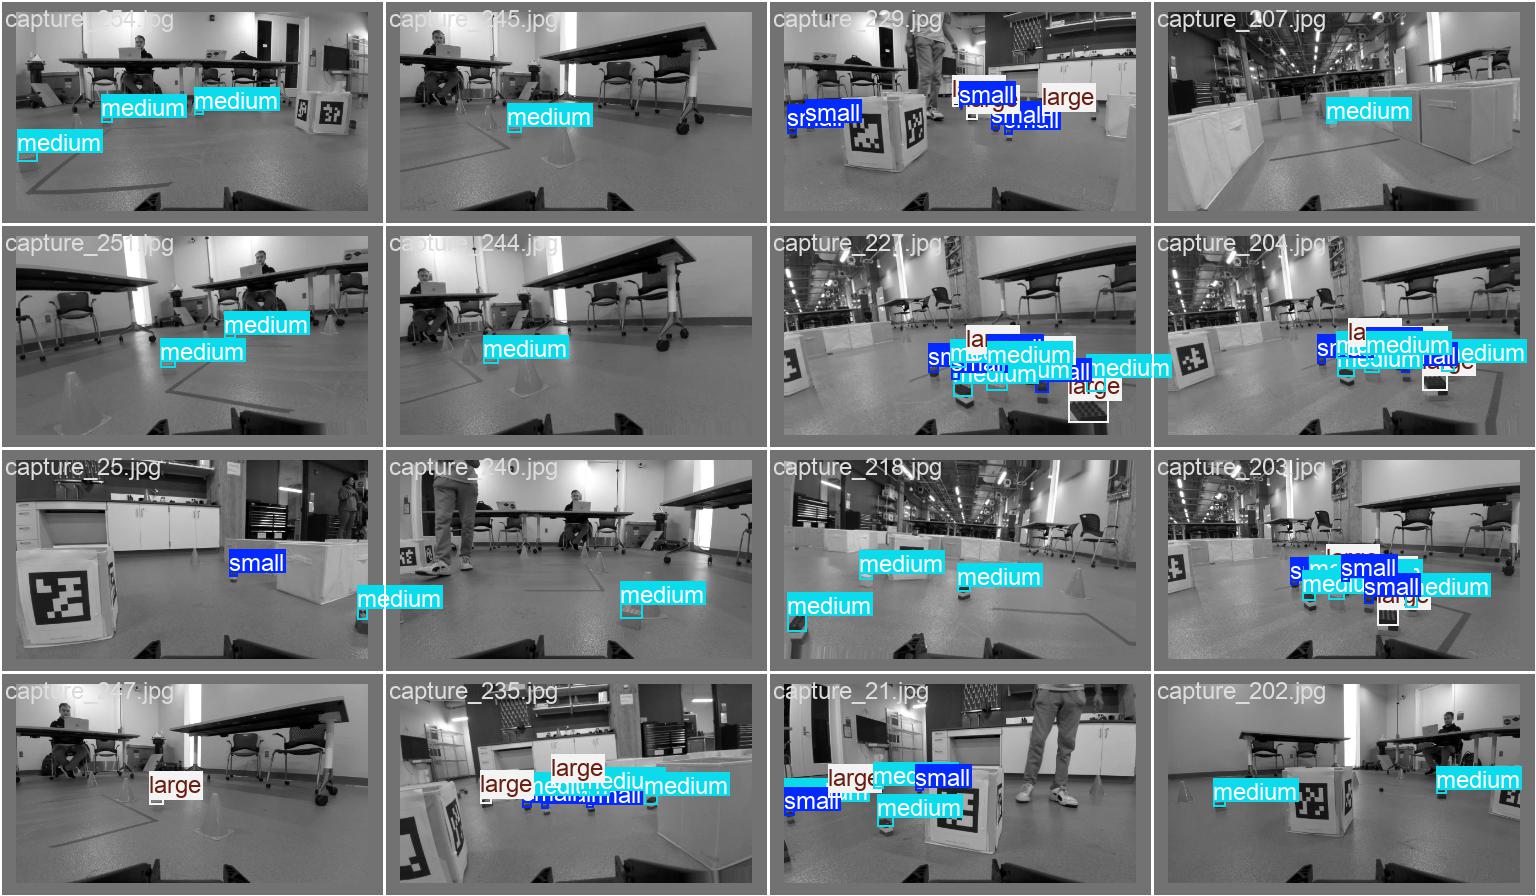 capture_254.jpg
medium
medium
medium
capture_245.jpg
medium
capture_229.jpg
small
large
small
small
capture_207.jpg
medium
capture_251.jpg
medium
medium
capture_244.jpg
medium
capture_227.jpg
medium
medium
large
capture_204.jpg
medium
capture_25.jpg
small
medium
capture_240.jpg
medium
capture_218.jpg
medium
medium
medium
capture_203.jpg
small
small
capture_247.jpg
large
capture_235.jpg
large
large
medium
capture_21.jpg
large
small
small
medium
capture_202.jpg
medium
medium